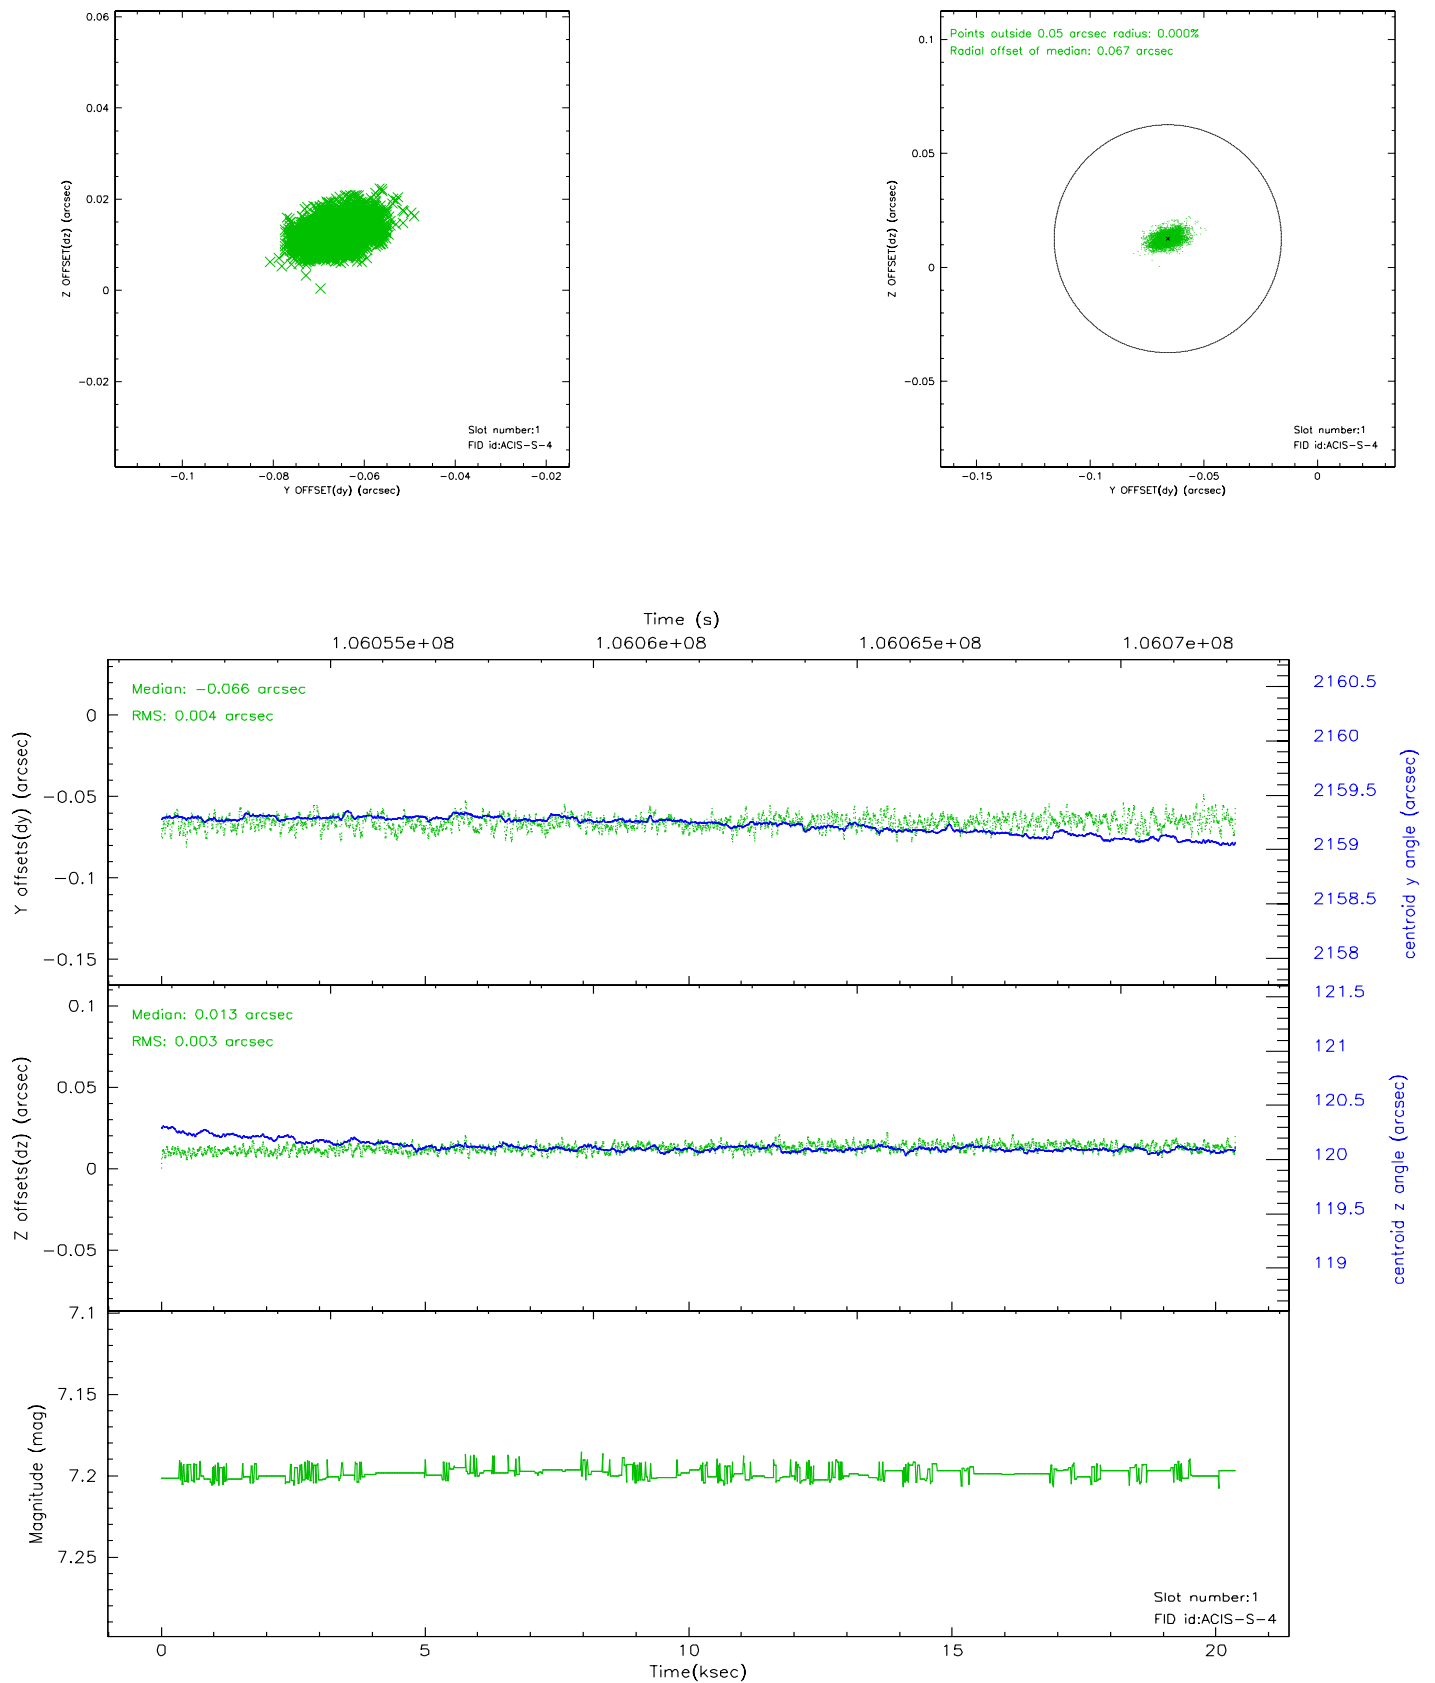 0.06
0.04
0.02
0
−0.02
Z OFFSET(dz) (arcsec)
Slot number:1
FID id:ACIS−S−4
−0.1
−0.08
−0.06
−0.04
−0.02
Y OFFSET(dy) (arcsec)
Points outside 0.05 arcsec radius: 0.000%
Radial offset of median: 0.067 arcsec
0.1
0.05
0
−0.05
Z OFFSET(dz) (arcsec)
Slot number:1
FID id:ACIS−S−4
−0.15
−0.1
−0.05
0
Y OFFSET(dy) (arcsec)
Time (s)
1.06055e+08
1.0606e+08
1.06065e+08
1.0607e+08
Median: −0.066 arcsec
RMS: 0.004 arcsec
0
−0.05
−0.1
−0.15
Y offsets(dy) (arcsec)
2160.5
2160
2159.5
2159
2158.5
2158
centroid y angle (arcsec)
Median: 0.013 arcsec
RMS: 0.003 arcsec
0.1
0.05
0
−0.05
Z offsets(dz) (arcsec)
121.5
121
120.5
120
119.5
119
centroid z angle (arcsec)
7.1
7.15
7.2
7.25
Magnitude (mag)
Slot number:1
FID id:ACIS−S−4
0
5
10
15
20
Time(ksec)